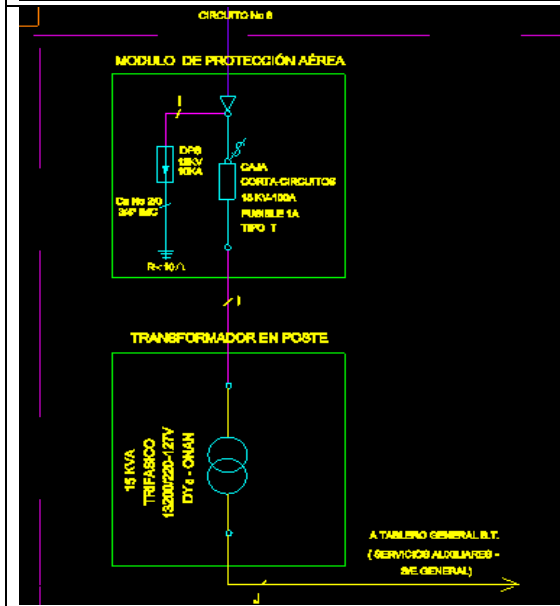 CIRCUITO No 6
MODULO DE PROTECCIÓN AÉREA
I
DPS
10KA
CAJA
CORTA-CIRCUITOS
15 KV-100A
FUSIBLE 1A
TIPO T
Cu No 2/0
3/4" IMC
R<10Ω
I
TRANSFORMADOR EN POSTE
15 KVA
TRIFASICO
13200/220-127V
DY5 - ONAN
A TABLERO GENERAL B.T.
( SERVICIOS AUXILIARES -
S/E GENERAL)
J